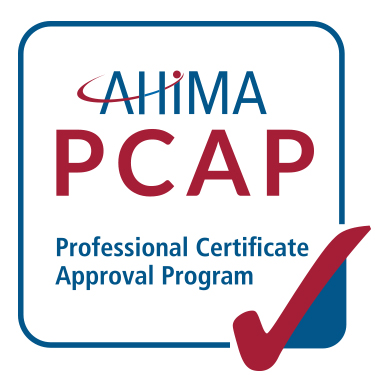 AHiMA
PCAP
Professional Certificate
Approval Program